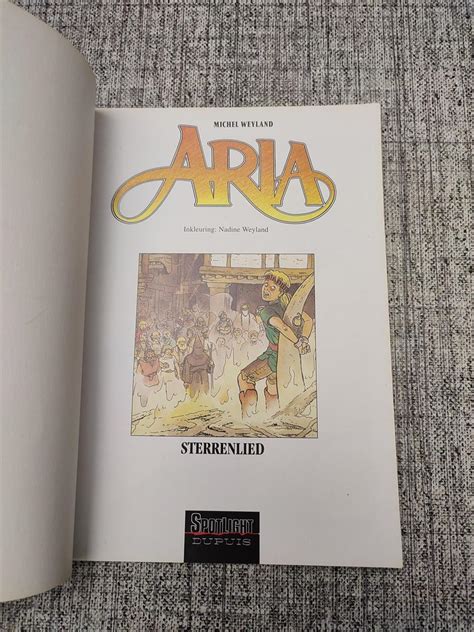 MICHEL WEYLAND
ARIA
Inkleuring: Nadine Weyland
STERRENLIED
SPOTLIGHT
DUPUIS